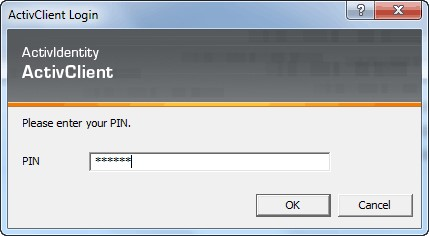 ActivClient Login
ActivIdentity
ActivClient
Please enter your PIN.
PIN ******
OK Cancel